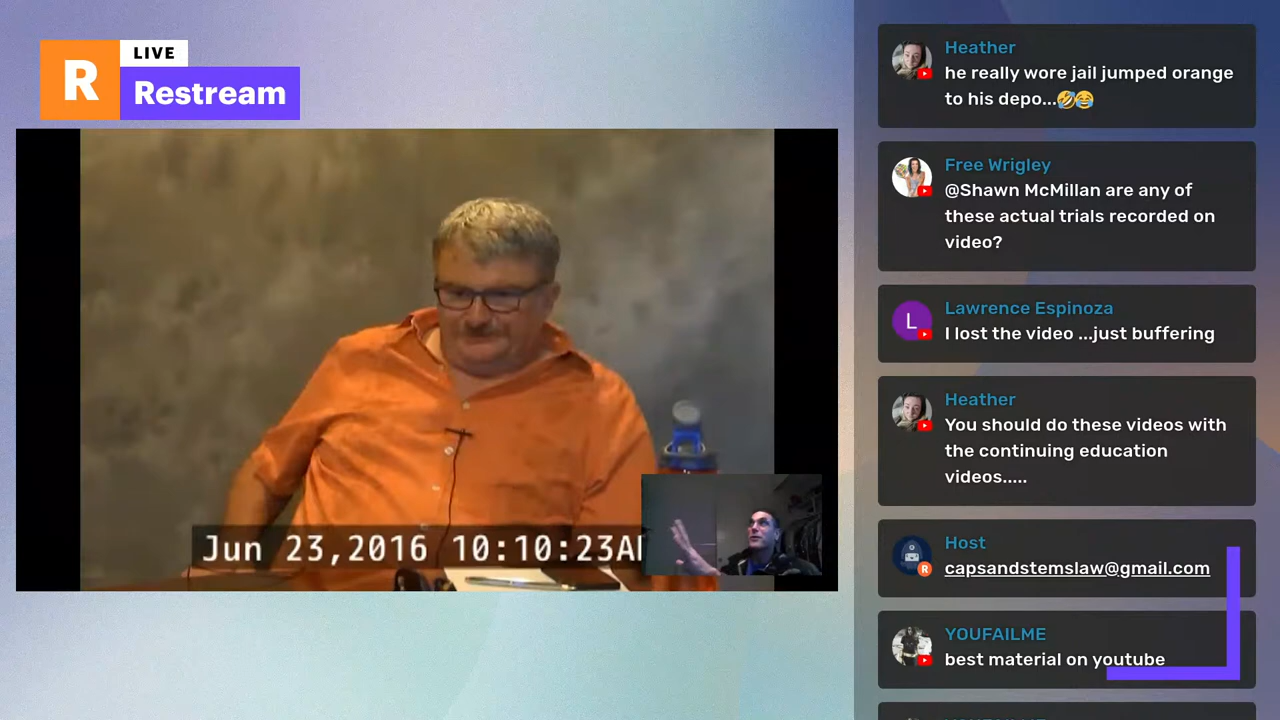 R
LIVE
Restream
Jun 23,2016 10:10:23A
Heather
he really wore jail jumped orange
to his depo...🤣😂
Free Wrigley
@Shawn McMillan are any of
these actual trials recorded on
video?
L
Lawrence Espinoza
I lost the video ...just buffering
Heather
You should do these videos with
the continuing education
videos.....
Host
R
capsandstemslaw@gmail.com
YOUFAILME
best material on youtube